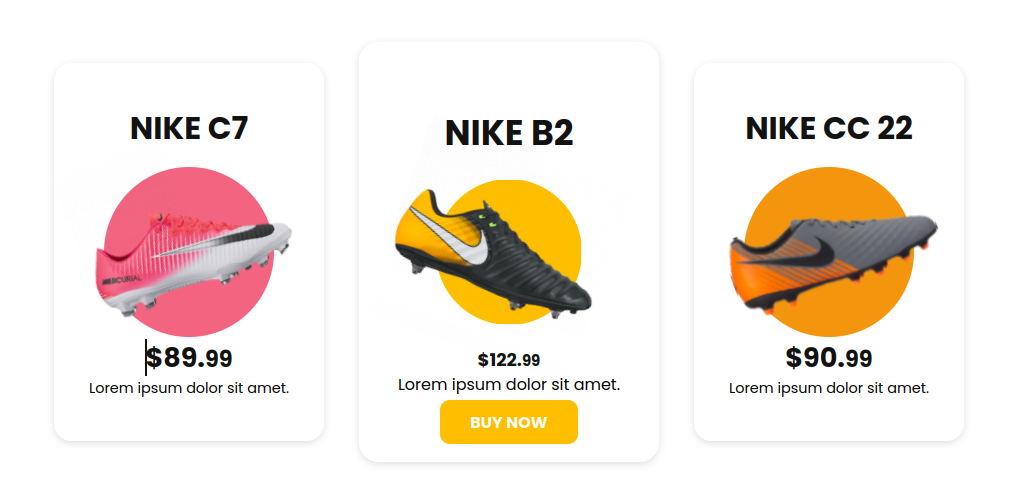 NIKE C7
$89.99
Lorem ipsum dolor sit amet.
NIKE B2
$122.99
Lorem ipsum dolor sit amet.
BUY NOW
NIKE CC 22
$90.99
Lorem ipsum dolor sit amet.